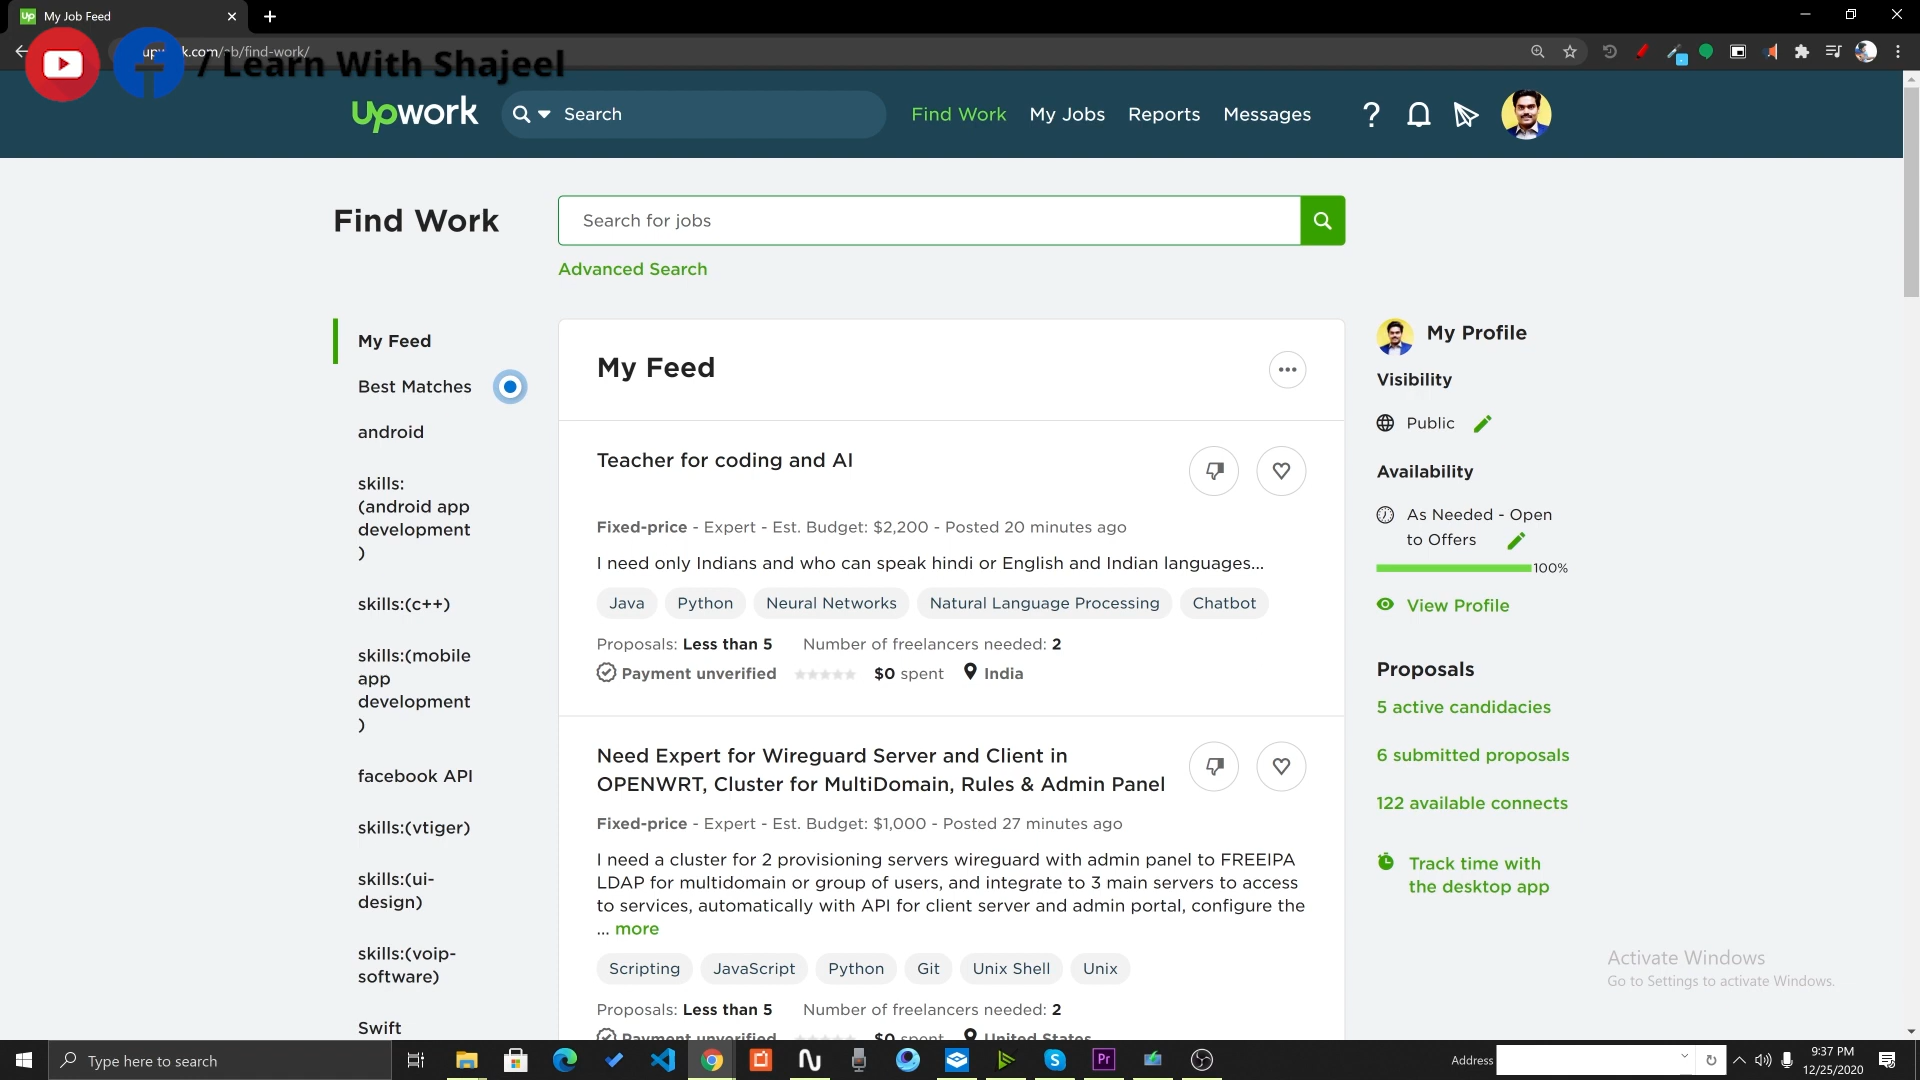 My Job Feed
/ Learn With Shajeel
upwork
Search
Find Work
My Jobs
Reports
Messages
Find Work
Search for jobs
Advanced Search
My Feed
Best Matches
android
skills:
(android app
development
)
skills:(c++)
skills:(mobile
app
development
)
facebook API
skills:(vtiger)
skills:(ui-
design)
skills:(voip-
software)
Swift
My Feed
Teacher for coding and AI
Fixed-price - Expert - Est. Budget: $2,200 - Posted 20 minutes ago
I need only Indians and who can speak hindi or English and Indian languages...
Java Python Neural Networks Natural Language Processing Chatbot
Proposals: Less than 5 Number of freelancers needed: 2
Payment unverified $0 spent India
Need Expert for Wireguard Server and Client in
OPENWRT, Cluster for MultiDomain, Rules & Admin Panel
Fixed-price - Expert - Est. Budget: $1,000 - Posted 27 minutes ago
I need a cluster for 2 provisioning servers wireguard with admin panel to FREEIPA
LDAP for multidomain or group of users, and integrate to 3 main servers to access
to services, automatically with API for client server and admin portal, configure the
... more
Scripting JavaScript Python Git Unix Shell Unix
Proposals: Less than 5 Number of freelancers needed: 2
Payment unverified $0 spent United States
My Profile
Visibility
Public
Availability
As Needed - Open
to Offers
100%
View Profile
Proposals
5 active candidacies
6 submitted proposals
122 available connects
Track time with
the desktop app
Activate Windows
Go to Settings to activate Windows.
Type here to search
Pr
Address
9:37 PM
12/25/2020